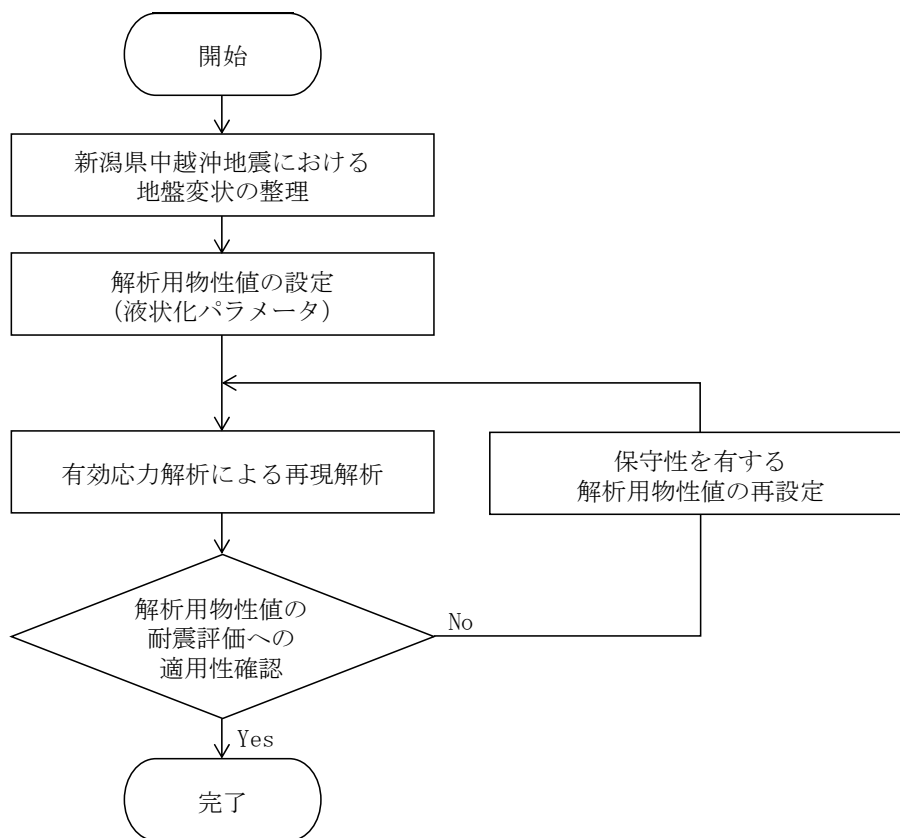 開始
新潟県中越沖地震における
地盤変状の整理
解析用物性値の設定
（液状化パラメータ）
有効応力解析による再現解析
保守性を有する
解析用物性値の再設定
解析用物性値の
耐震評価への
適用性確認
No
Yes
完了